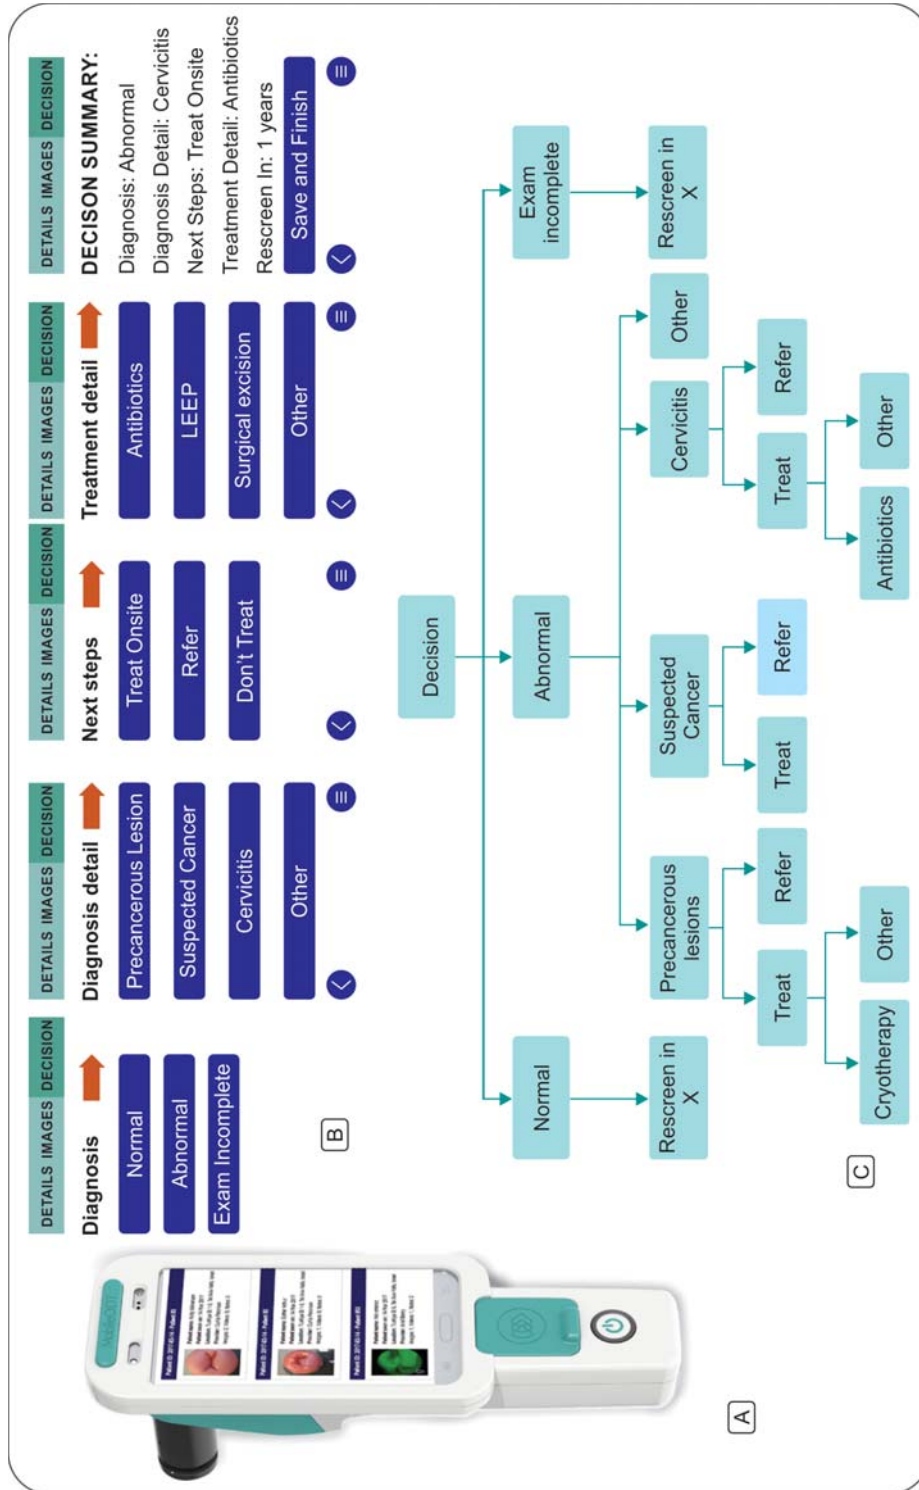 DETAILS IMAGES DECISION
Diagnosis
Normal
Abnormal
Exam Incomplete
DETAILS IMAGES DECISION
Diagnosis detail
Precancerous Lesion
Suspected Cancer
Cervicitis
Other
DETAILS IMAGES DECISION
Next steps
Treat Onsite
Refer
Don't Treat
DETAILS IMAGES DECISION
Treatment detail
Antibiotics
LEEP
Surgical excision
Other
DETAILS IMAGES DECISION
DECISON SUMMARY:
Diagnosis: Abnormal
Diagnosis Detail: Cervicitis
Next Steps: Treat Onsite
Treatment Detail: Antibiotics
Rescreen In: 1 years
Save and Finish
A
B
Decision
Normal
Abnormal
Exam
incomplete
Rescreen in
X
Precancerous
lesions
Suspected
Cancer
Cervicitis
Other
Rescreen in
X
Treat
Refer
Treat
Refer
Treat
Refer
Cryotherapy
Other
Antibiotics
Other
C